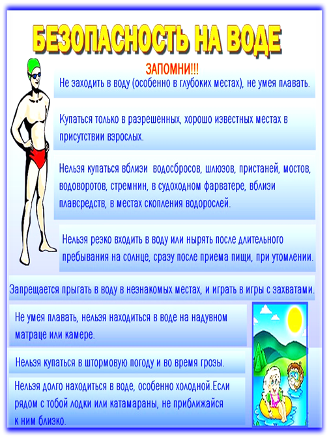 БЕЗОПАСНОСТЬ НА ВОДЕ
ЗАПОМНИ!!!
Не заходить в воду (особенно в глубоких местах), не умея плавать.
Купаться только в разрешенных, хорошо известных местах в
присутствии взрослых.
Нельзя купаться вблизи водосбросов, шлюзов, пристаней, мостов,
водоворотов, стремнин, в судоходном фарватере, вблизи
плавсредств, в местах скопления водорослей.
Нельзя резко входить в воду или нырять после длительного
пребывания на солнце, сразу после приема пищи, при утомлении.
Запрещается прыгать в воду в незнакомых местах, и играть в игры с захватами.
Не умея плавать, нельзя находиться в воде на надувном
матраце или камере.
Нельзя купаться в штормовую погоду и во время грозы.
Нельзя долго находиться в воде, особенно холодной.Если
рядом с тобой лодки или катамараны, не приближайся
к ним близко.